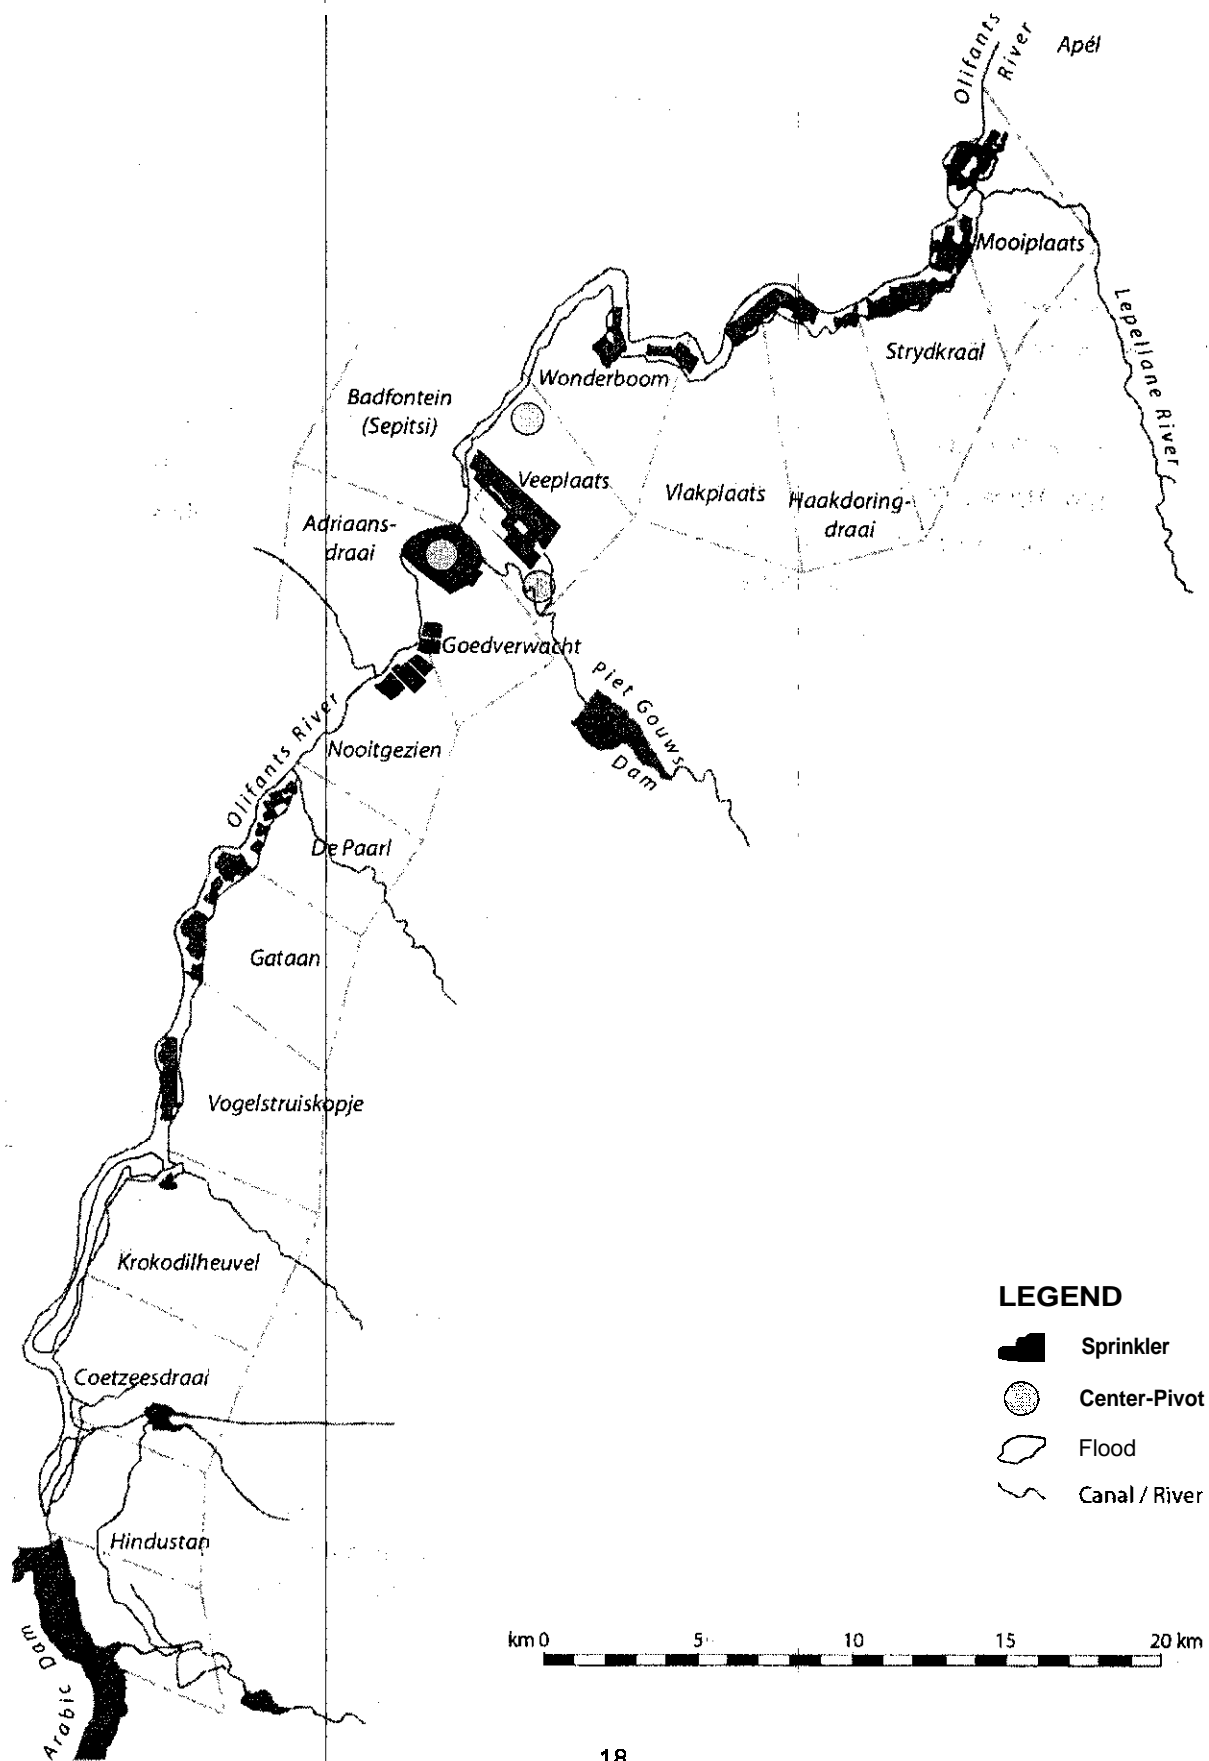 Olifants
River
Apél
Mooiplaats
Lepellane River
Strydkraal
Wonderboom
Badfontein
(Sepitsi)
Veeplaats
Vlakplaats
Haakdoring-
draai
Adriaans-
draai
Goedverwacht
Piet Gouws
Dam
Olifants River
Nooitgezien
De Paarl
Gataan
Vogelstruiskopje
Krokodilheuvel
LEGEND
Sprinkler
Coetzeesdraal
Center-Pivot
Flood
Canal / River
Hindustan
Arabic Dam
km 0 5 10 15 20 km
18